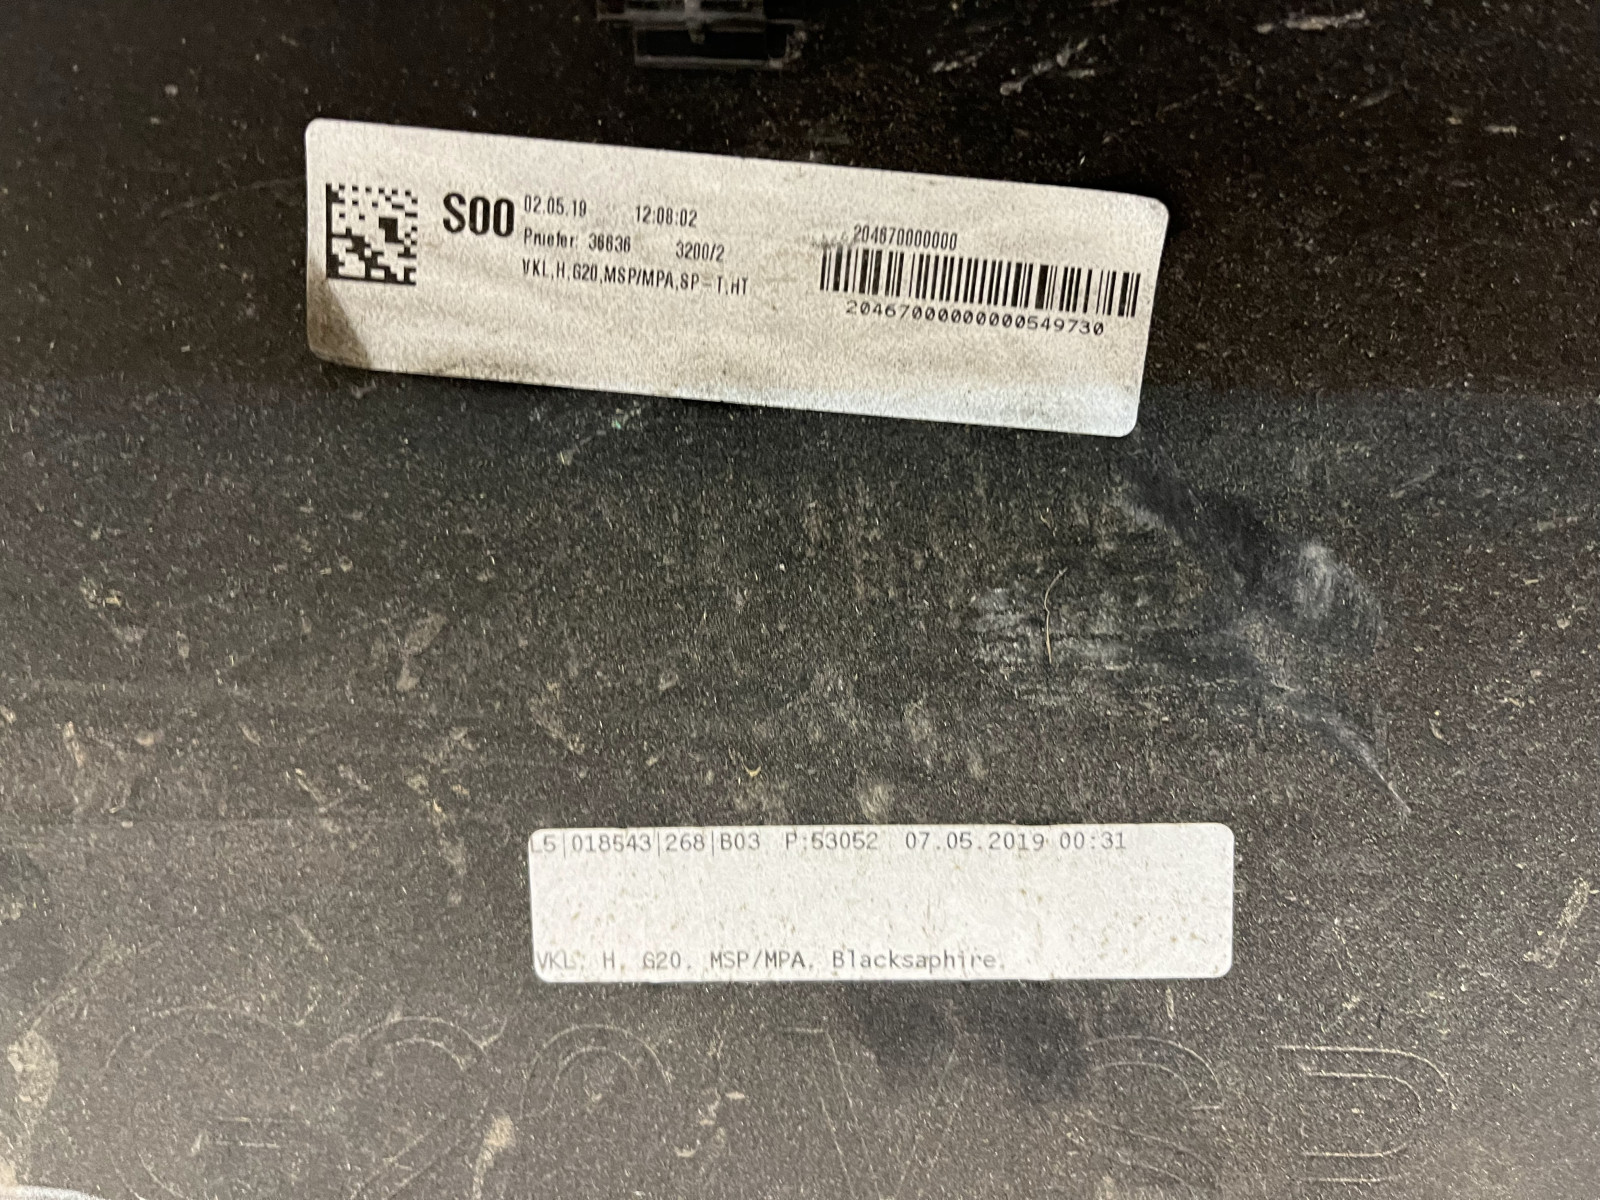 S00 02.05.19 12:08:02
Pruefer: 36636 3200/2
VKL,H,G20,MSP/MPA,SP-T,HT
204670000000
20467000000000549730
L5|018543|268|B03 P:53052 07.05.2019 00:31
VKL, H, G20, MSP/MPA, Blacksaphire,